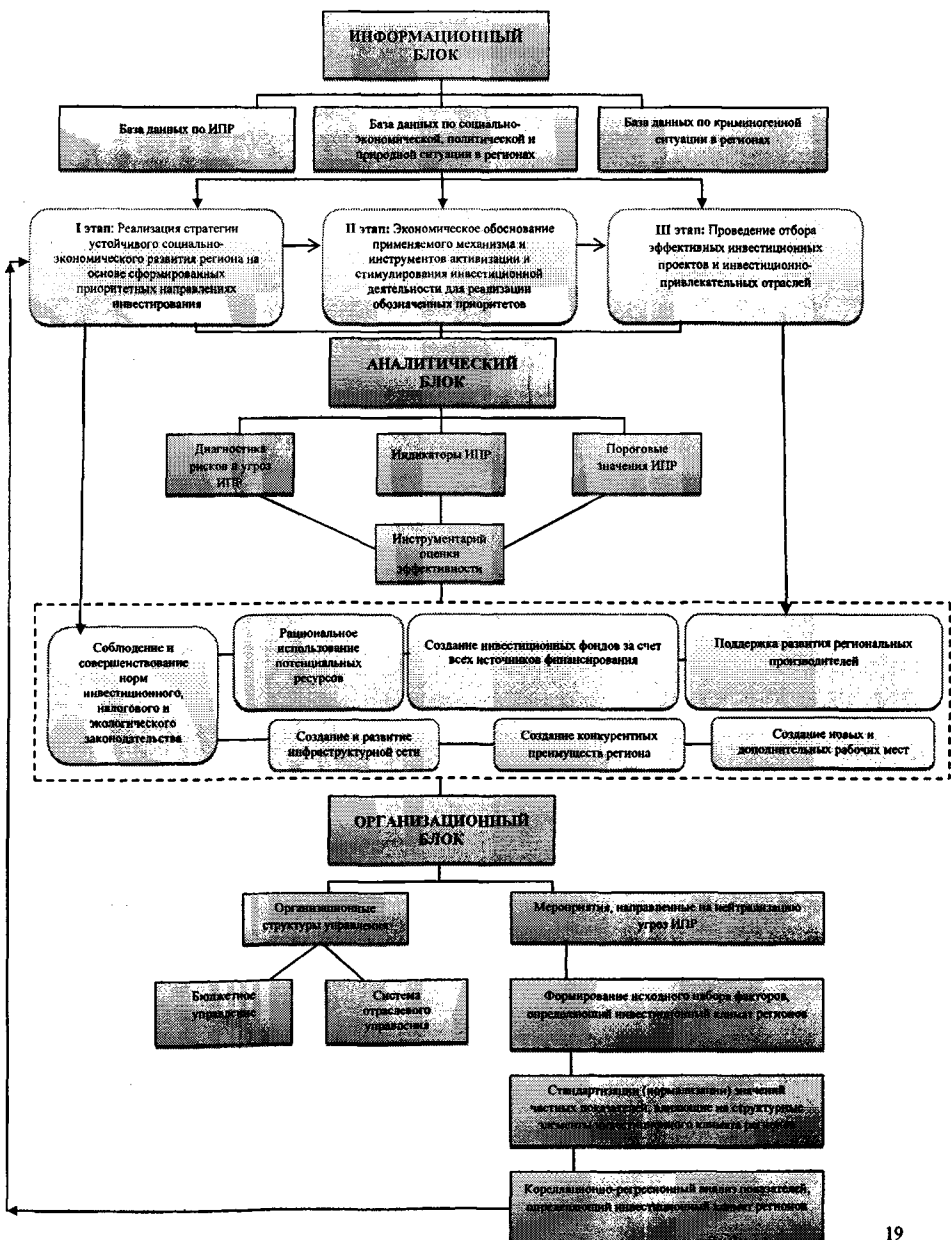 ИНФОРМАЦИОННЫЙ
БЛОК
База данных по ИПР
База данных по социально-
экономической, политической и
природной ситуации в регионах
База данных по криминогенной
ситуации в регионах
I этап: Реализация стратегии
устойчивого социально-
экономического развития региона на
основе сформированных
приоритетных направлениях
инвестирования
II этап: Экономическое обоснование
применяемого механизма и
инструментов активизации и
стимулирования инвестиционной
деятельности для реализации
обозначенных приоритетов
III этап: Проведение отбора
эффективных инвестиционных
проектов и инвестиционно-
привлекательных отраслей
АНАЛИТИЧЕСКИЙ
БЛОК
Диагностика
рисков и угроз
ИПР
Индикаторы ИПР
Пороговые
значения ИПР
Инструментарий
оценки
эффективности
Соблюдение и
совершенствование
норм
инвестиционного,
налогового и
экологического
законодательства
Рациональное
использование
потенциальных
ресурсов
Создание инвестиционных фондов за счет
всех источников финансирования
Поддержка развития региональных
производителей
Создание и развитие
инфраструктурной сети
Создание конкурентных
преимуществ региона
Создание новых и
дополнительных рабочих мест
ОРГАНИЗАЦИОННЫЙ
БЛОК
Организационные
структуры управления
Мероприятия, направленные на нейтрализацию
угроз ИПР
Бюджетное
управление
Система
отраслевого
управления
Формирование исходного набора факторов,
определяющий инвестиционный климат регионов
Стандартизация (нормализация) значений
частных показателей, влияющие на структурные
элементы инвестиционного климата регионов
Корелляционно-регрессионный анализ показателей,
определяющий инвестиционный климат регионов
19